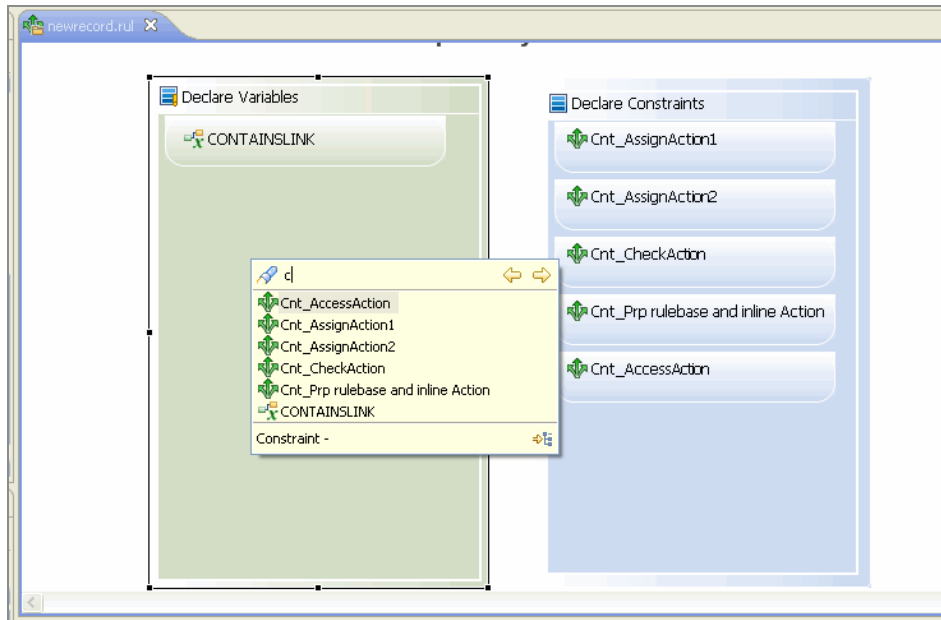 newrecord.rul
Declare Variables
CONTAINSLINK
Declare Constraints
Cnt_AssignAction1
Cnt_AssignAction2
Cnt_CheckAction
Cnt_Prp rulebase and inline Action
Cnt_AccessAction
c
Cnt_AccessAction
Cnt_AssignAction1
Cnt_AssignAction2
Cnt_CheckAction
Cnt_Prp rulebase and inline Action
CONTAINSLINK
Constraint -